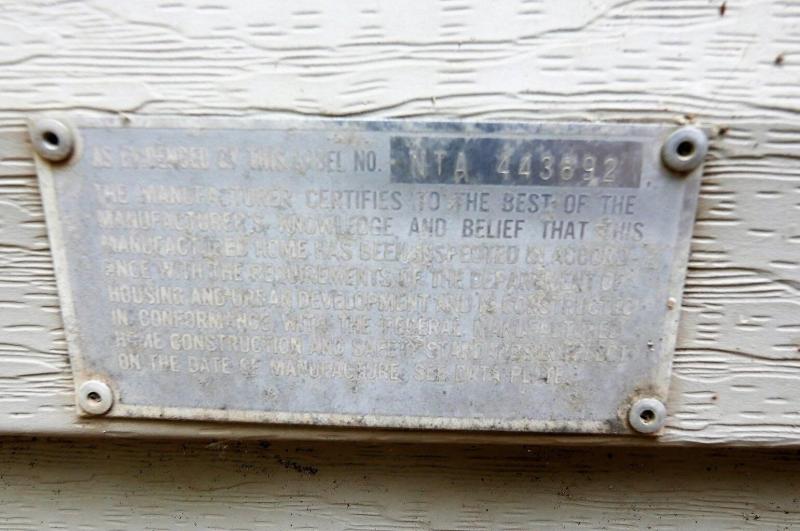 AS EVIDENCED BY THIS LABEL NO. NTA 443692
THE MANUFACTURER CERTIFIES TO THE BEST OF THE
MANUFACTURER'S KNOWLEDGE AND BELIEF THAT THIS
MANUFACTURED HOME HAS BEEN INSPECTED IN ACCORD-
ANCE WITH THE REQUIREMENTS OF THE DEPARTMENT OF
HOUSING AND URBAN DEVELOPMENT AND IS CONSTRUCTED
IN CONFORMANCE WITH THE FEDERAL MANUFACTURED
HOME CONSTRUCTION AND SAFETY STANDARDS IN EFFECT
ON THE DATE OF MANUFACTURE. SEE DATA PLATE.